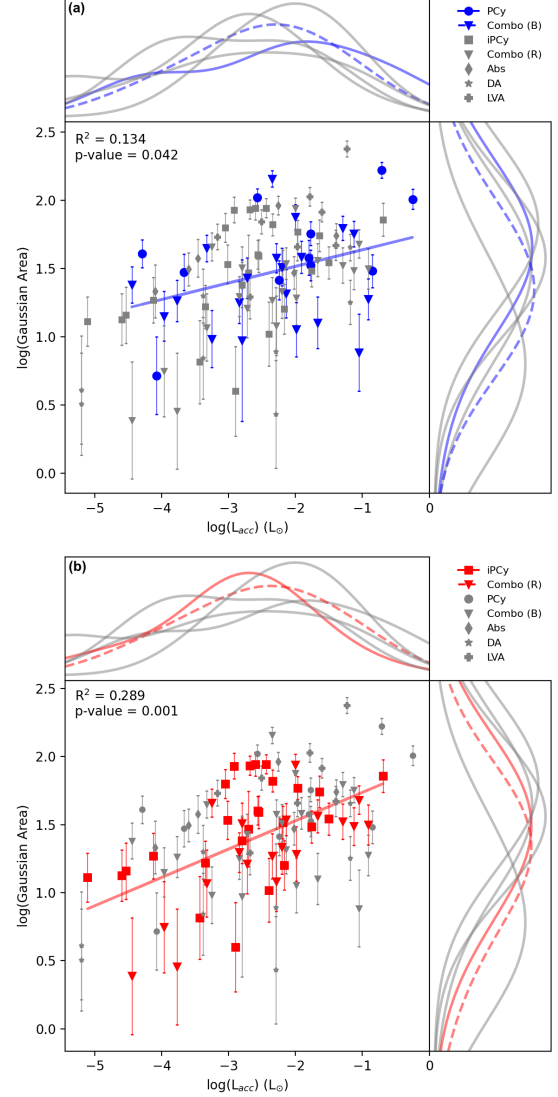 (a)
PCy
Combo (B)
iPCy
Combo (R)
Abs
DA
LVA
R² = 0.134
p-value = 0.042
2.5
2.0
1.5
1.0
0.5
0.0
log(Gaussian Area)
−5 −4 −3 −2 −1 0
log(Lacc) (L⊙)
(b)
iPCy
Combo (R)
PCy
Combo (B)
Abs
DA
LVA
R² = 0.289
p-value = 0.001
2.5
2.0
1.5
1.0
0.5
0.0
log(Gaussian Area)
−5 −4 −3 −2 −1 0
log(Lacc) (L⊙)